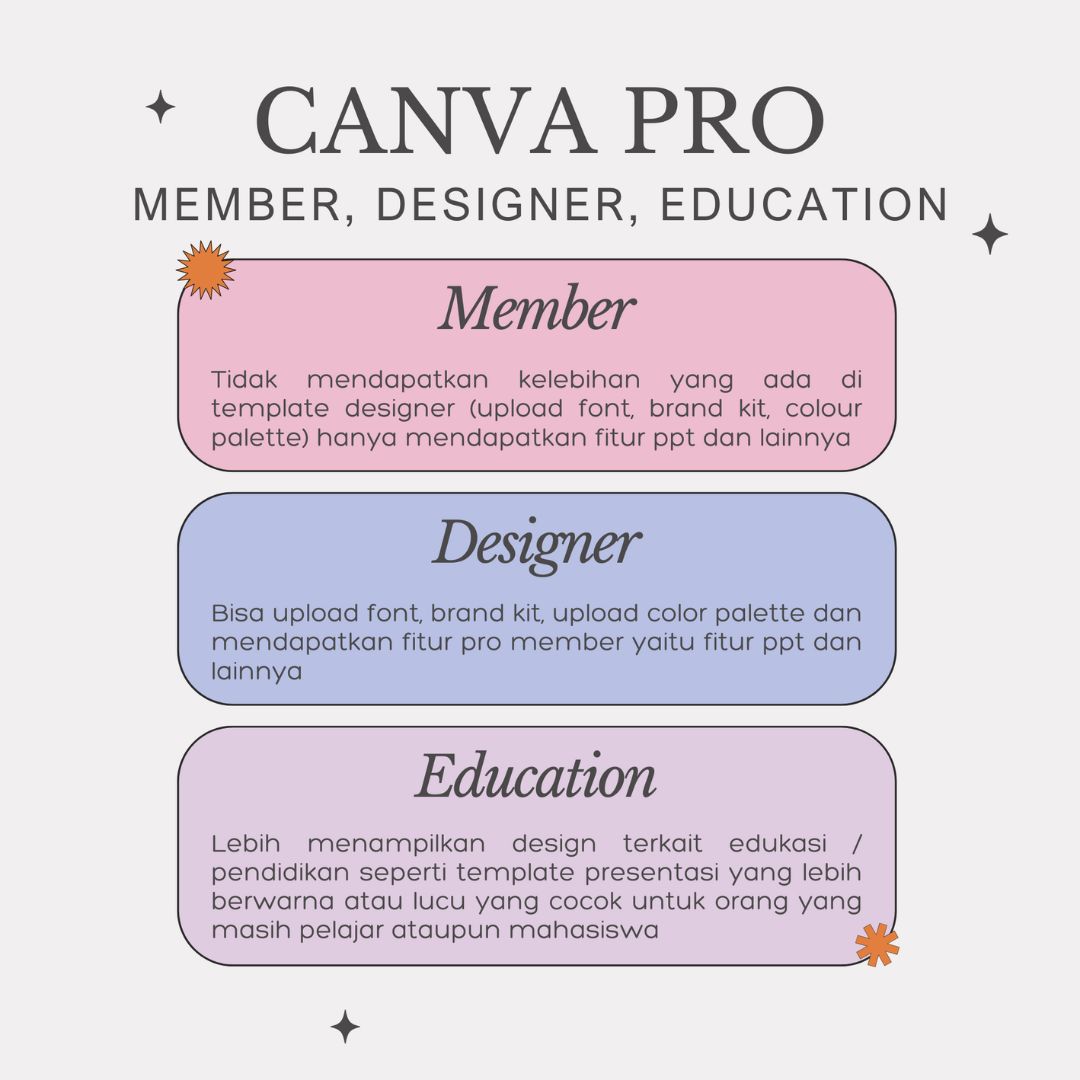 CANVA PRO
MEMBER, DESIGNER, EDUCATION
Member
Tidak mendapatkan kelebihan yang ada di
template designer (upload font, brand kit, colour
palette) hanya mendapatkan fitur ppt dan lainnya
Designer
Bisa upload font, brand kit, upload color palette dan
mendapatkan fitur pro member yaitu fitur ppt dan
lainnya
Education
Lebih menampilkan design terkait edukasi /
pendidikan seperti template presentasi yang lebih
berwarna atau lucu yang cocok untuk orang yang
masih pelajar ataupun mahasiswa